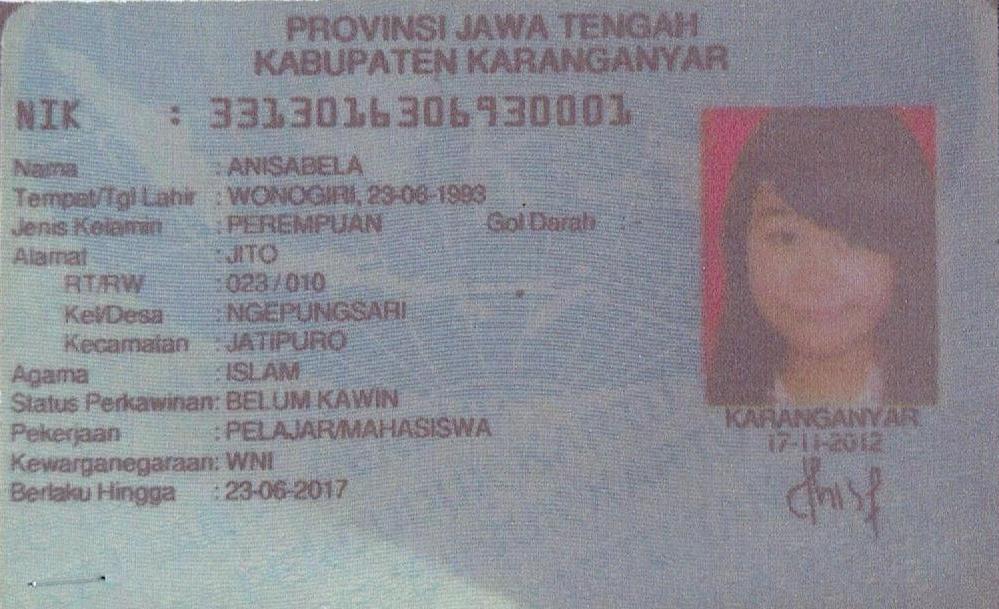 PROVINSI JAWA TENGAH
KABUPATEN KARANGANYAR
NIK : 3313016306930001
Nama : ANISABELA
Tempat/Tgl Lahir : WONOGIRI, 23-06-1993
Jenis Kelamin : PEREMPUAN Gol Darah : -
Alamat : JITO
RT/RW : 023 / 010
Kel/Desa : NGEPUNGSARI
Kecamatan : JATIPURO
Agama : ISLAM
Status Perkawinan: BELUM KAWIN
Pekerjaan : PELAJAR/MAHASISWA
Kewarganegaraan: WNI
Berlaku Hingga : 23-06-2017
KARANGANYAR
17-11-2012